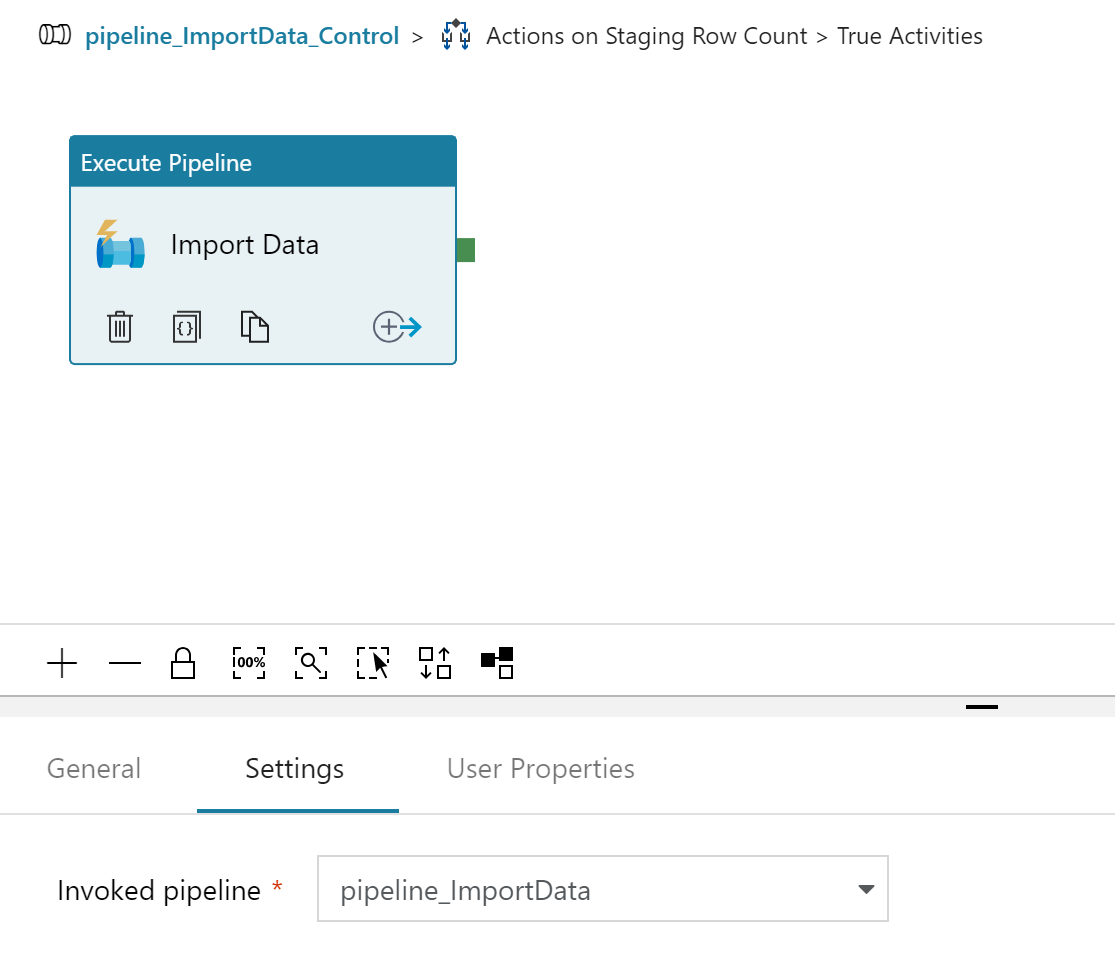 pipeline_ImportData_Control > Actions on Staging Row Count > True Activities
Execute Pipeline
Import Data
{}
100%
General Settings User Properties
Invoked pipeline * pipeline_ImportData